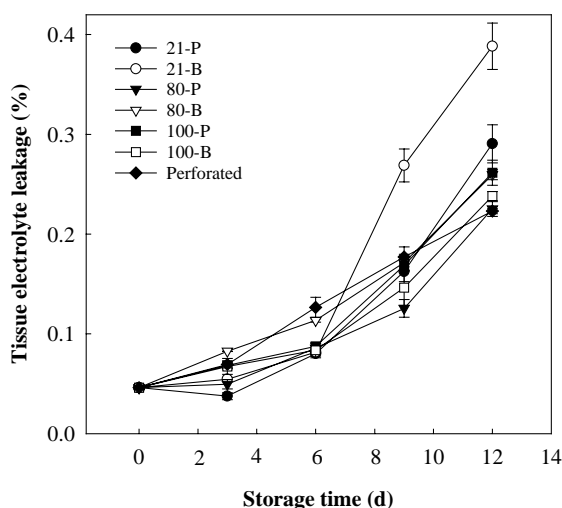 0.4
0.3
0.2
0.1
0.0
Tissue electrolyte leakage (%)
21-P
21-B
80-P
80-B
100-P
100-B
Perforated
0 2 4 6 8 10 12 14
Storage time (d)